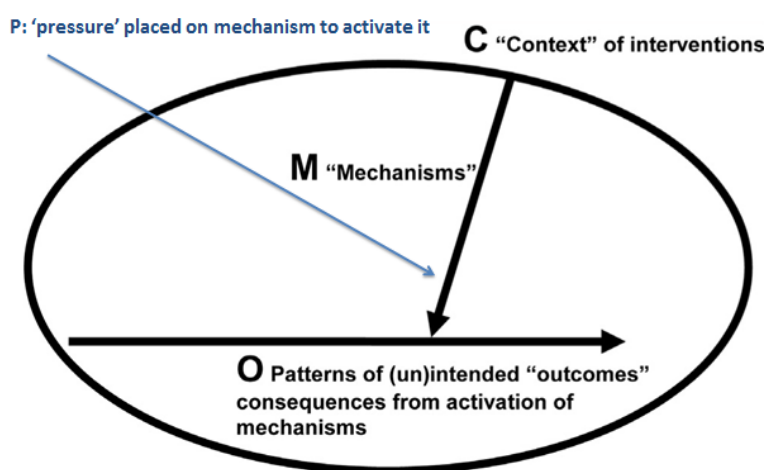 P: ‘pressure’ placed on mechanism to activate it
C “Context” of interventions
M “Mechanisms”
O Patterns of (un)intended “outcomes”
consequences from activation of
mechanisms